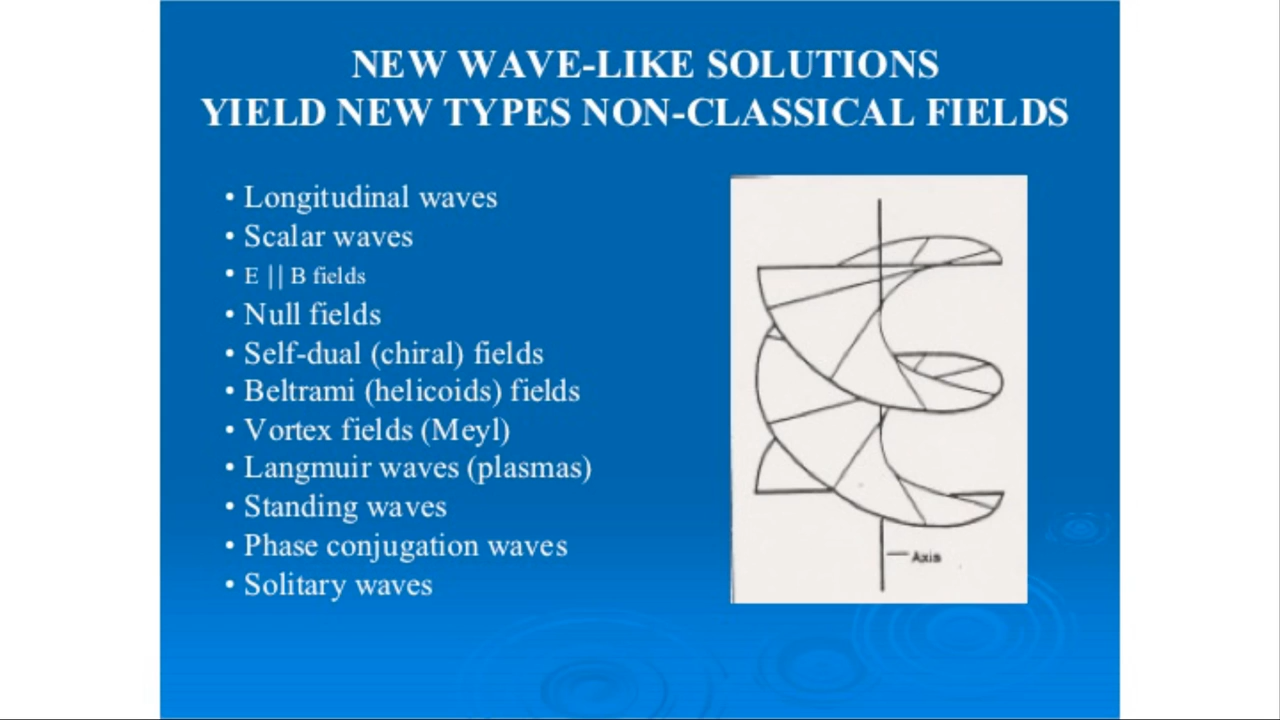 NEW WAVE-LIKE SOLUTIONS
YIELD NEW TYPES NON-CLASSICAL FIELDS
• Longitudinal waves
• Scalar waves
• E || B fields
• Null fields
• Self-dual (chiral) fields
• Beltrami (helicoids) fields
• Vortex fields (Meyl)
• Langmuir waves (plasmas)
• Standing waves
• Phase conjugation waves
• Solitary waves
Axis